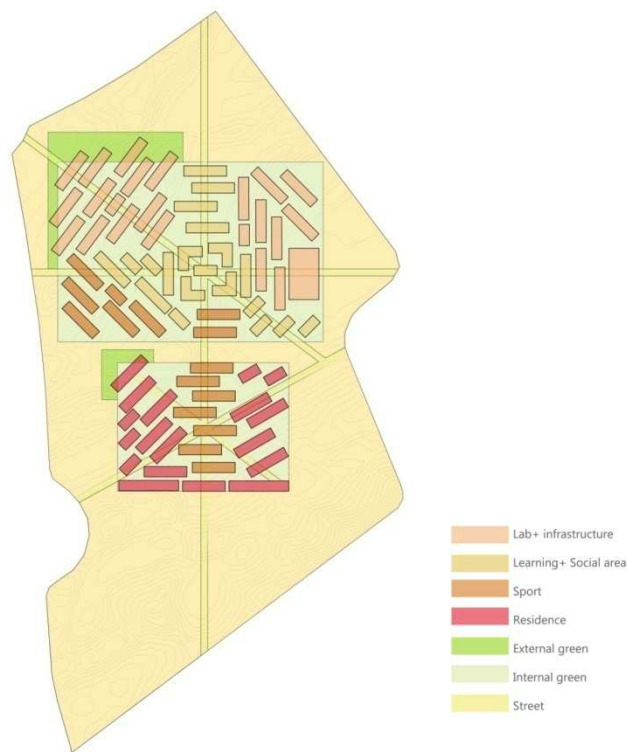 Lab+ infrastructure
Learning+ Social area
Sport
Residence
External green
Internal green
Street